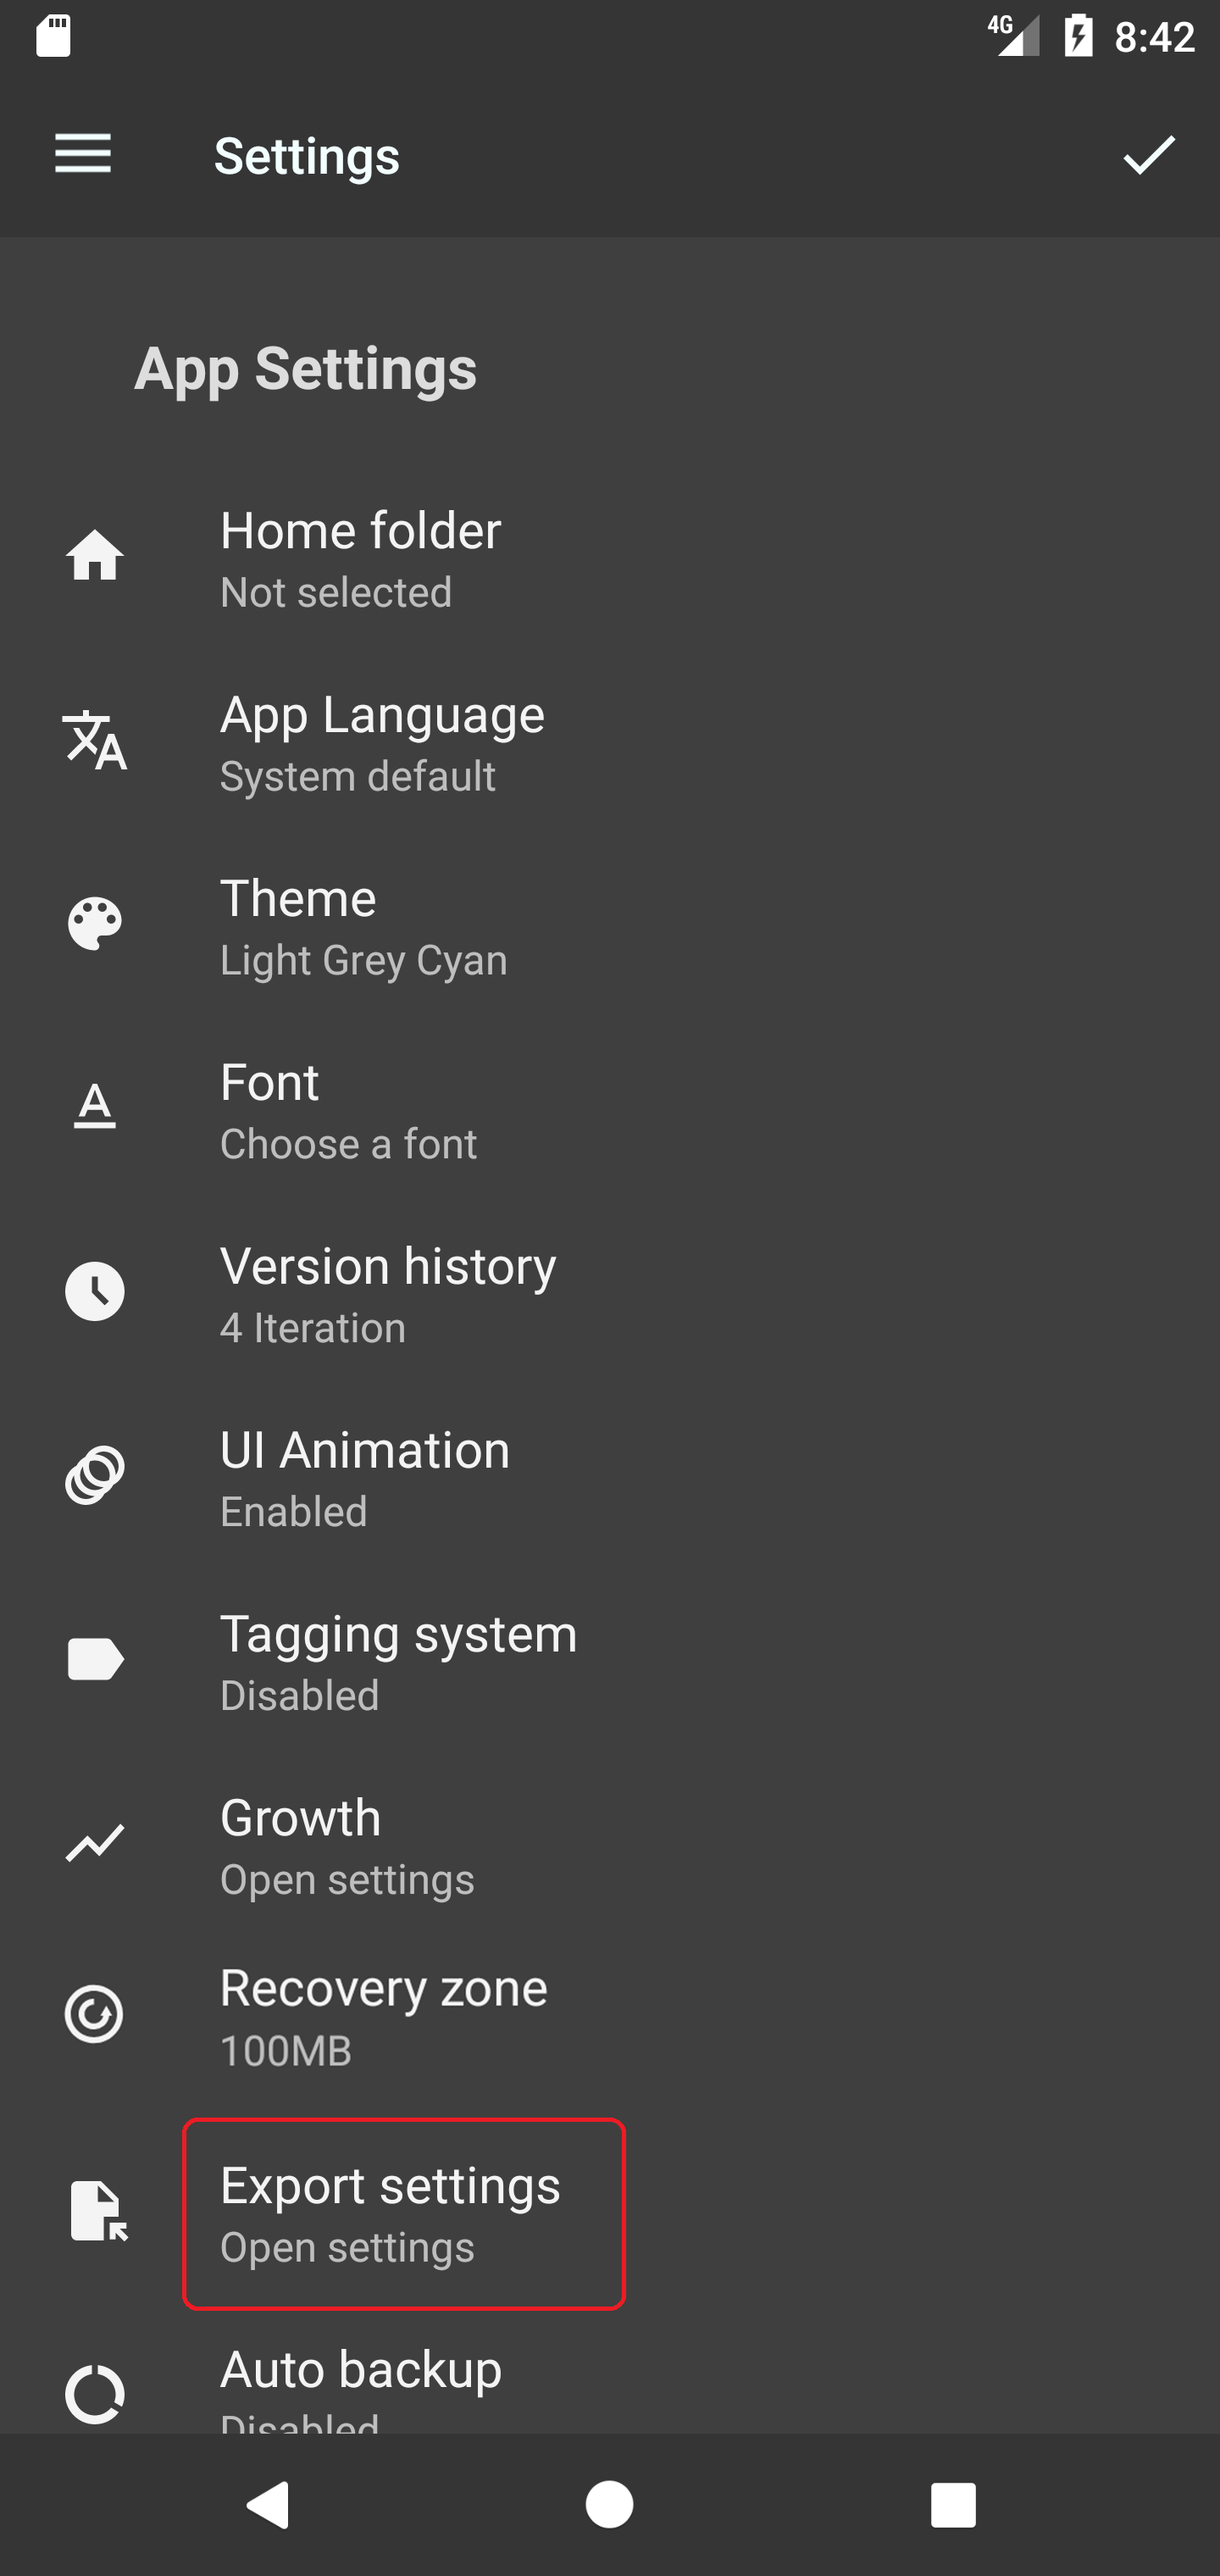 4G 8:42
Settings
App Settings
Home folder
Not selected
App Language
System default
Theme
Light Grey Cyan
Font
Choose a font
Version history
4 Iteration
UI Animation
Enabled
Tagging system
Disabled
Growth
Open settings
Recovery zone
100MB
Export settings
Open settings
Auto backup
Disabled